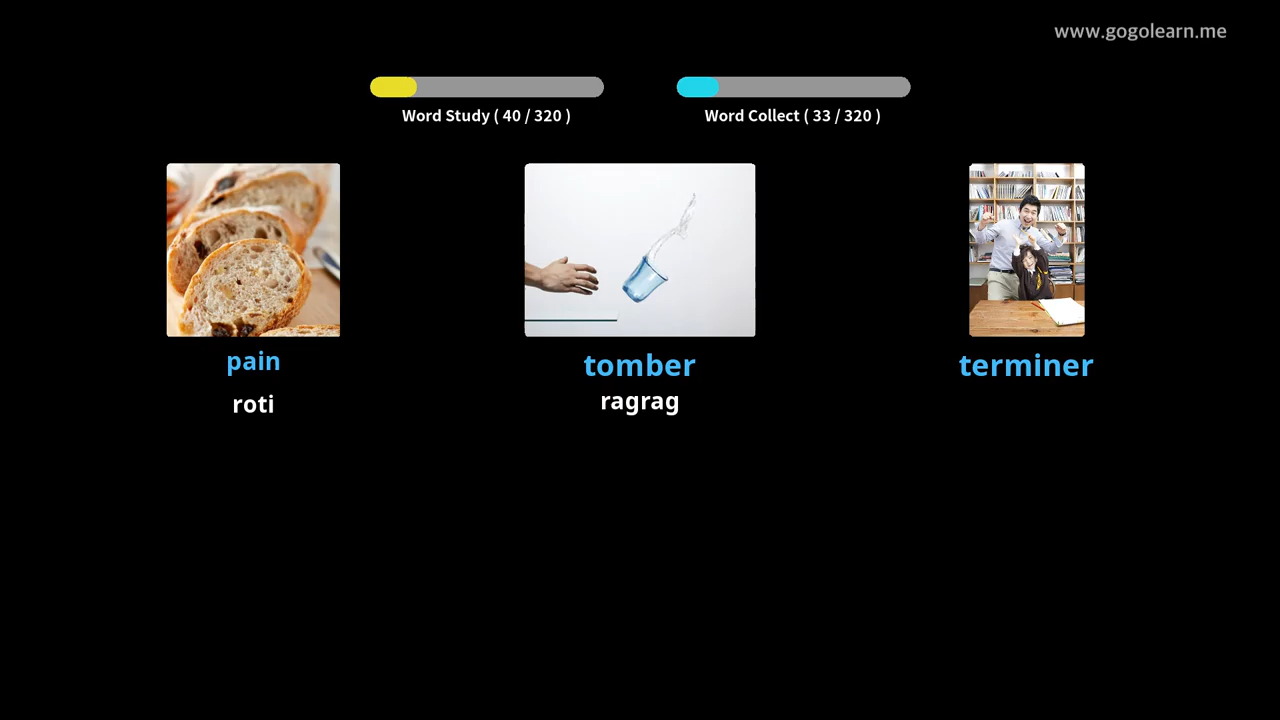 www.gogolearn.me
Word Study ( 40 / 320 )
Word Collect ( 33 / 320 )
pain
roti
tomber
ragrag
terminer